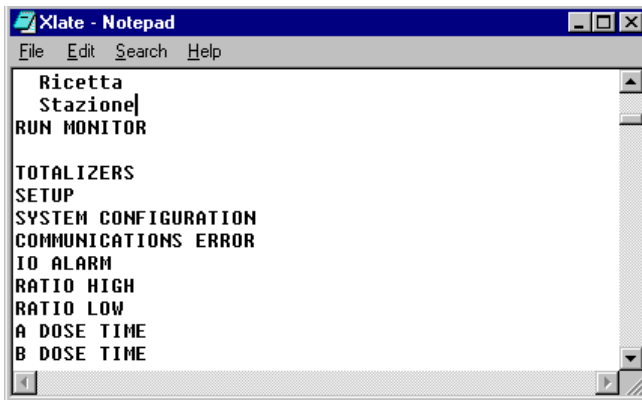 Xlate - Notepad
File Edit Search Help
Ricetta
Stazione
RUN MONITOR
TOTALIZERS
SETUP
SYSTEM CONFIGURATION
COMMUNICATIONS ERROR
IO ALARM
RATIO HIGH
RATIO LOW
A DOSE TIME
B DOSE TIME